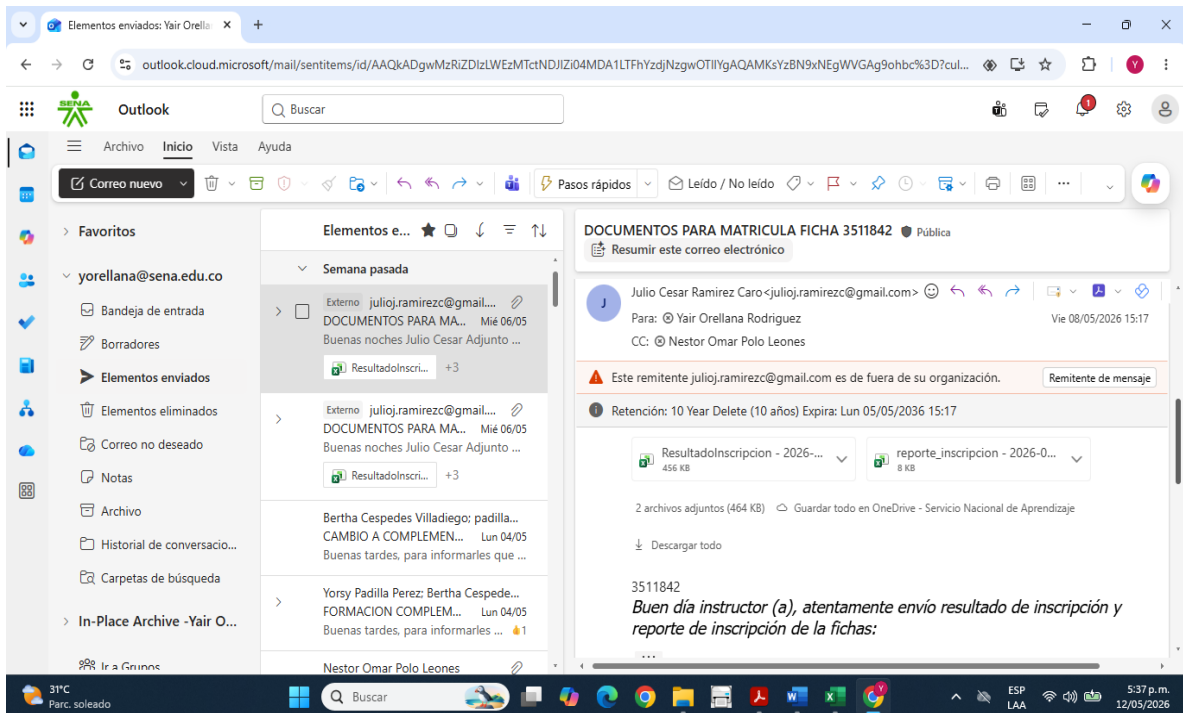 Elementos enviados: Yair Orella
outlook.cloud.microsoft/mail/sentitems/id/AAQkADgwMzRiZDIzLWEzMTctNDJlZi04MDA1LTFhYzdjNzgwOTllYgAQAMKsYzBN9xNEgWVGAg9ohbc%3D?cul...
Y
SENA
Outlook
Buscar
1
Archivo Inicio Vista Ayuda
Correo nuevo
Pasos rápidos
Leído / No leído
Favoritos
yorellana@sena.edu.co
Bandeja de entrada
Borradores
Elementos enviados
Elementos eliminados
Correo no deseado
Notas
Archivo
Historial de conversacio...
Carpetas de búsqueda
In-Place Archive -Yair O...
Ir a Grupos
Elementos e...
Semana pasada
Externo julioj.ramirezc@gmail....
DOCUMENTOS PARA MA... Mié 06/05
Buenas noches Julio Cesar Adjunto ...
ResultadoInscri... +3
Externo julioj.ramirezc@gmail....
DOCUMENTOS PARA MA... Mié 06/05
Buenas noches Julio Cesar Adjunto ...
ResultadoInscri... +3
Bertha Cespedes Villadiego; padilla...
CAMBIO A COMPLEMEN... Lun 04/05
Buenas tardes, para informarles que ...
Yorsy Padilla Perez; Bertha Cespede...
FORMACION COMPLEM... Lun 04/05
Buenas tardes, para informarles ... 1
Nestor Omar Polo Leones
DOCUMENTOS PARA MATRICULA FICHA 3511842 Pública
Resumir este correo electrónico
J
Julio Cesar Ramirez Caro<julioj.ramirezc@gmail.com>
Para: Yair Orellana Rodriguez
Vie 08/05/2026 15:17
CC: Nestor Omar Polo Leones
Este remitente julioj.ramirezc@gmail.com es de fuera de su organización.
Remitente de mensaje
Retención: 10 Year Delete (10 años) Expira: Lun 05/05/2036 15:17
ResultadoInscripcion - 2026-...
456 KB
reporte_inscripcion - 2026-0...
8 KB
2 archivos adjuntos (464 KB) Guardar todo en OneDrive - Servicio Nacional de Aprendizaje
Descargar todo
3511842
Buen día instructor (a), atentamente envío resultado de inscripción y
reporte de inscripción de la fichas:
...
31°C
Parc. soleado
Buscar
ESP
LAA
5:37 p.m.
12/05/2026